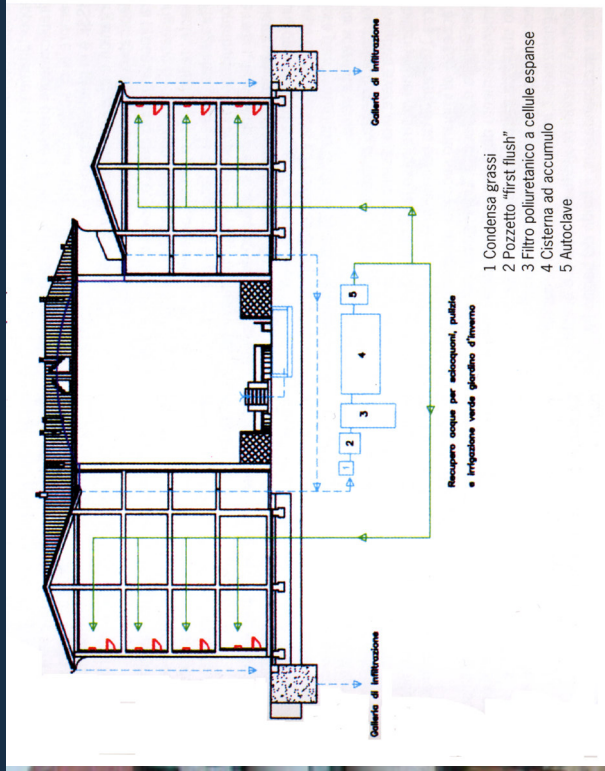 Galleria di infiltrazione
Galleria di infiltrazione
Recupero acque per sciacquoni, pulizie
e irrigazione verde giardino d'inverno
1
2
3
4
5
1 Condensa grassi
2 Pozzetto "first flush"
3 Filtro poliuretanico a cellule espanse
4 Cisterna ad accumulo
5 Autoclave